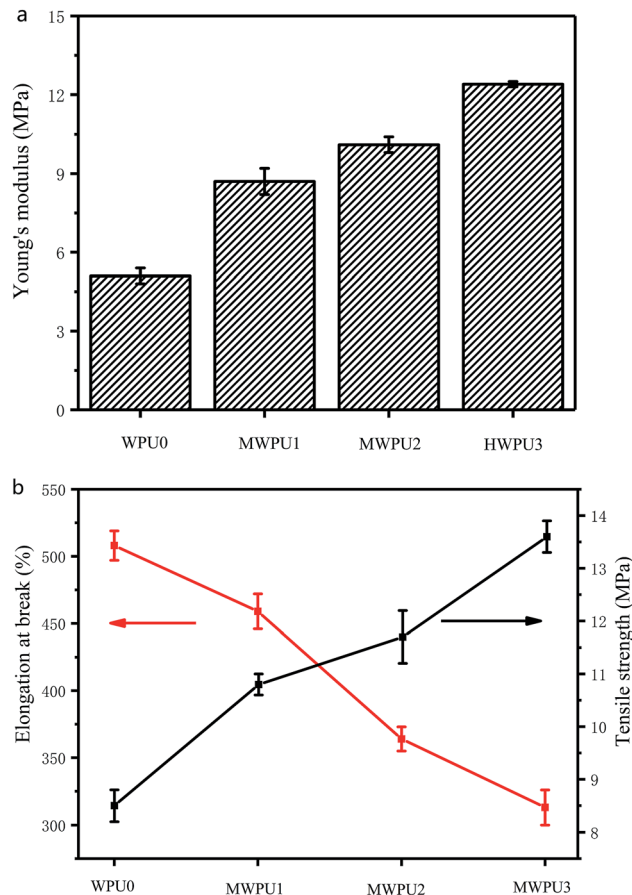 a
15
12
9
6
3
0
Young's modulus (MPa)
WPU0 MWPU1 MWPU2 HWPU3
b
550
500
450
400
350
300
Elongation at break (%)
14
13
12
11
10
9
8
Tensile strength (MPa)
WPU0 MWPU1 MWPU2 MWPU3